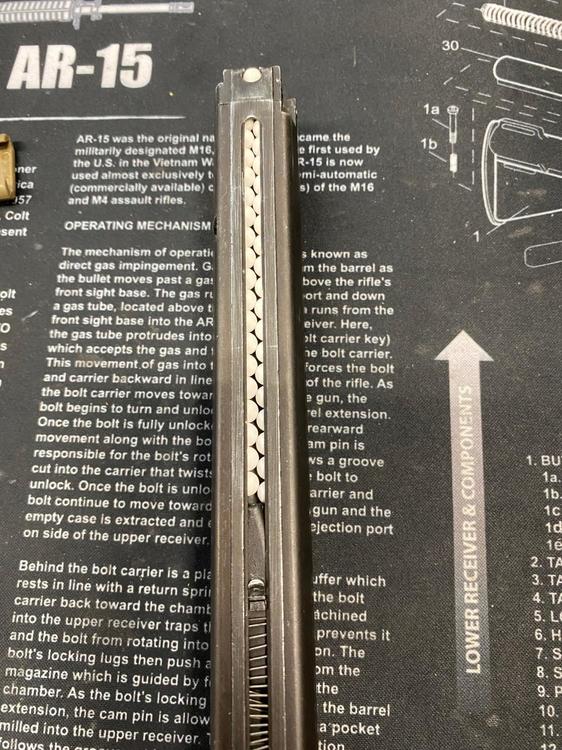 AR-15
30
1a
1b
1
AR-15 was the original na came the
militarily designated M16, e first used by
the U.S. in the Vietnam R-15 is now
used almost exclusively t emi-automatic
(commercially available) s) of the M16
and M4 assault rifles.
Colt
OPERATING MECHANISM
The mechanism of operati s known as
direct gas impingement. G m the barrel as
the bullet moves past a gas bove the rifle's
front sight base. The gas ru ort and down
a gas tube, located above t runs from the
front sight base into the AR eiver. Here,
the gas tube protrudes into olt carrier key)
which accepts the gas and he bolt carrier.
This movement of gas into forces the bolt
and carrier backward in line of the rifle. As
the bolt carrier moves towar e gun, the
bolt begins to turn and unlo rel extension.
Once the bolt is fully unlock rearward
movement along with the bo am pin is
responsible for the bolt's rot ws a groove
cut into the carrier that twists bolt to
unlock. Once the bolt is unlo arrier and
bolt continue to move toward gun and the
empty case is extracted and e ejection port
on side of the upper receiver.
Behind the bolt carrier is a pla uffer which
rests in line with a return sprin the bolt
carrier back toward the chamb achined
into the upper receiver traps t prevents it
and the bolt from rotating into on. The
bolt's locking lugs then push a om the
magazine which is guided by f the
chamber. As the bolt's locking the barrel
extension, the cam pin is allow a pocket
milled into the upper receiver. T
follows the
LOWER RECEIVER & COMPONENTS
1. BU
1a.
1b.
1c
1d
1e
2. TA
3. TA
4. TA
5. LO
6. H
7. S
8. S
9. P
10.
11.
12.